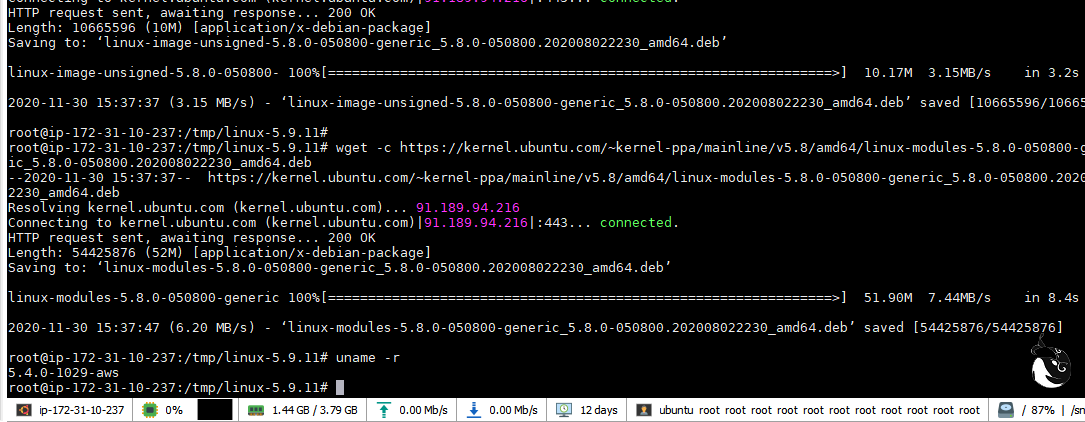 Connecting to kernel.ubuntu.com (kernel.ubuntu.com)|91.189.94.216|:443... connected.
HTTP request sent, awaiting response... 200 OK
Length: 10665596 (10M) [application/x-debian-package]
Saving to: ‘linux-image-unsigned-5.8.0-050800-generic_5.8.0-050800.202008022230_amd64.deb’
linux-image-unsigned-5.8.0-050800- 100%[================================================================>] 10.17M 3.15MB/s in 3.2s
2020-11-30 15:37:37 (3.15 MB/s) - ‘linux-image-unsigned-5.8.0-050800-generic_5.8.0-050800.202008022230_amd64.deb’ saved [10665596/10665
root@ip-172-31-10-237:/tmp/linux-5.9.11#
root@ip-172-31-10-237:/tmp/linux-5.9.11# wget -c https://kernel.ubuntu.com/~kernel-ppa/mainline/v5.8/amd64/linux-modules-5.8.0-050800-g
ic_5.8.0-050800.202008022230_amd64.deb
--2020-11-30 15:37:37-- https://kernel.ubuntu.com/~kernel-ppa/mainline/v5.8/amd64/linux-modules-5.8.0-050800-generic_5.8.0-050800.202
2230_amd64.deb
Resolving kernel.ubuntu.com (kernel.ubuntu.com)... 91.189.94.216
Connecting to kernel.ubuntu.com (kernel.ubuntu.com)|91.189.94.216|:443... connected.
HTTP request sent, awaiting response... 200 OK
Length: 54425876 (52M) [application/x-debian-package]
Saving to: ‘linux-modules-5.8.0-050800-generic_5.8.0-050800.202008022230_amd64.deb’
linux-modules-5.8.0-050800-generic 100%[================================================================>] 51.90M 7.44MB/s in 8.4s
2020-11-30 15:37:47 (6.20 MB/s) - ‘linux-modules-5.8.0-050800-generic_5.8.0-050800.202008022230_amd64.deb’ saved [54425876/54425876]
root@ip-172-31-10-237:/tmp/linux-5.9.11# uname -r
5.4.0-1029-aws
root@ip-172-31-10-237:/tmp/linux-5.9.11#
ip-172-31-10-237 0% 1.44 GB / 3.79 GB 0.00 Mb/s 0.00 Mb/s 12 days ubuntu root root root root root root root root root root root / 87% | /sn